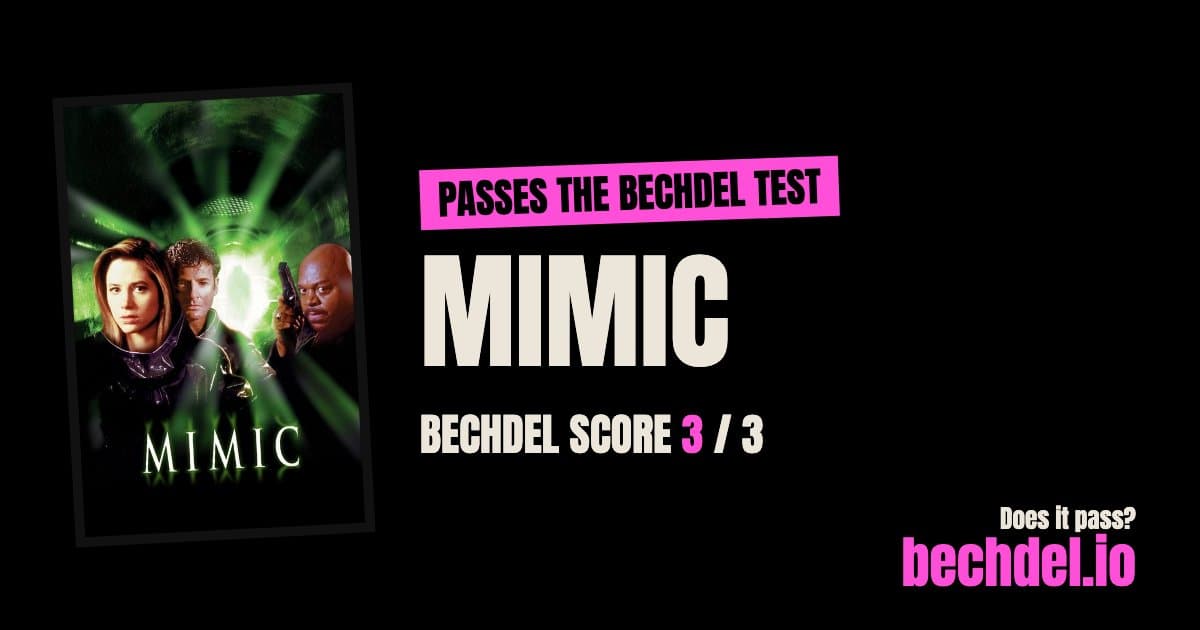 PASSES THE BECHDEL TEST
MIMIC
BECHDEL SCORE 3 / 3
MIMIC
Does it pass?
bechdel.io